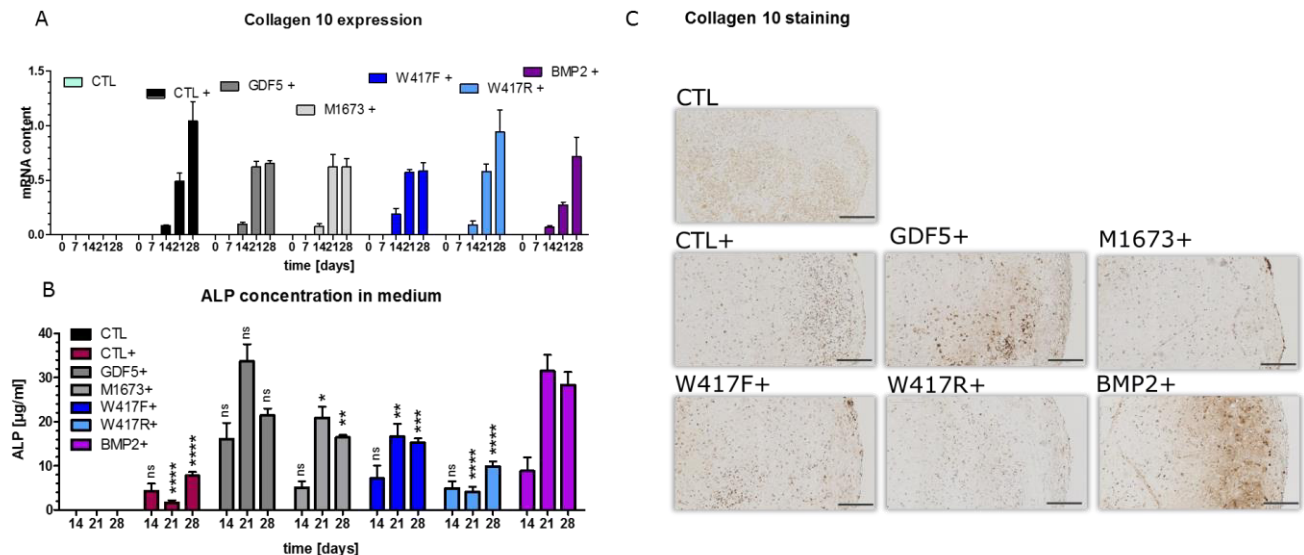 A
Collagen 10 expression
1.5
1.0
0.5
0.0
mRNA content
CTL
CTL +
GDF5 +
M1673 +
W417F +
W417R +
BMP2 +
0 7 142128 0 7 142128 0 7 142128 0 7 142128 0 7 142128 0 7 142128 0 7 142128
time [days]
B
ALP concentration in medium
40
30
20
10
0
ALP [µg/ml]
CTL
CTL+
GDF5+
M1673+
W417F+
W417R+
BMP2+
ns **** **** ns ns ns ns * ** ns ** *** ns **** ****
14 21 28 14 21 28 14 21 28 14 21 28 14 21 28 14 21 28 14 21 28
time [days]
C
Collagen 10 staining
CTL
CTL+ GDF5+ M1673+
W417F+ W417R+ BMP2+